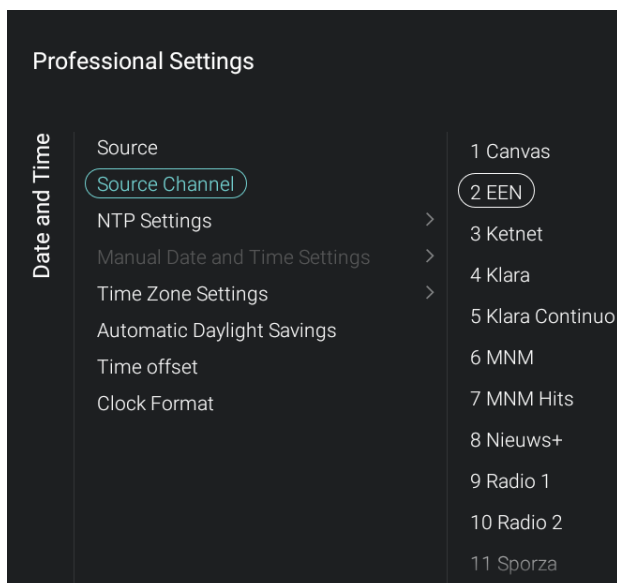 Professional Settings
Date and Time
Source
Source Channel
NTP Settings
Manual Date and Time Settings
Time Zone Settings
Automatic Daylight Savings
Time offset
Clock Format
1 Canvas
2 EEN
3 Ketnet
4 Klara
5 Klara Continuo
6 MNM
7 MNM Hits
8 Nieuws+
9 Radio 1
10 Radio 2
11 Sporza